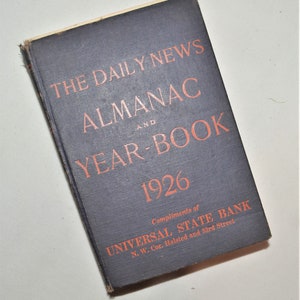 THE DAILY NEWS
ALMANAC
AND
YEAR-BOOK
1926
Compliments of
UNIVERSAL STATE BANK
N. W. Cor. Halsted and 33rd Street